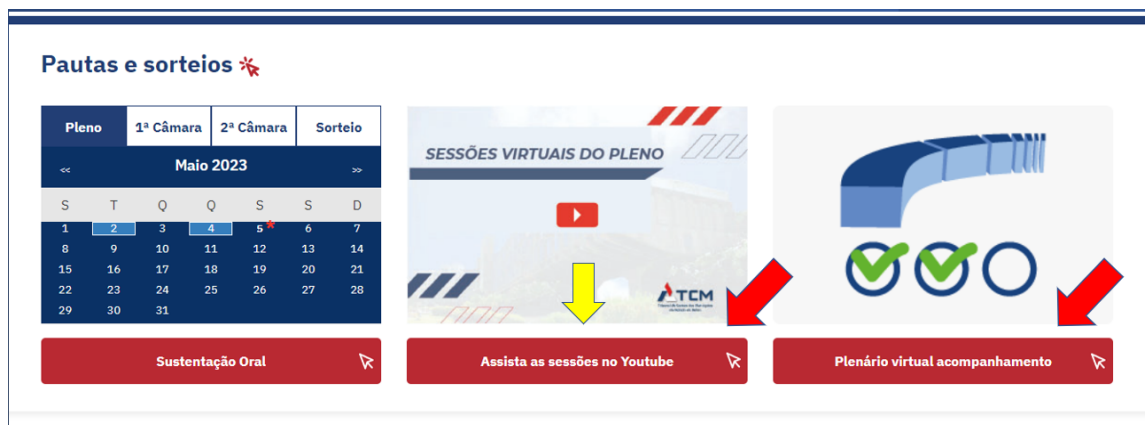 Pautas e sorteios
Pleno 1ª Câmara 2ª Câmara Sorteio
<< Maio 2023 >>
S T Q Q S S D
1 2 3 4 5* 6 7
8 9 10 11 12 13 14
15 16 17 18 19 20 21
22 23 24 25 26 27 28
29 30 31
Sustentação Oral
SESSÕES VIRTUAIS DO PLENO
TCM
Assista as sessões no Youtube
Plenário virtual acompanhamento